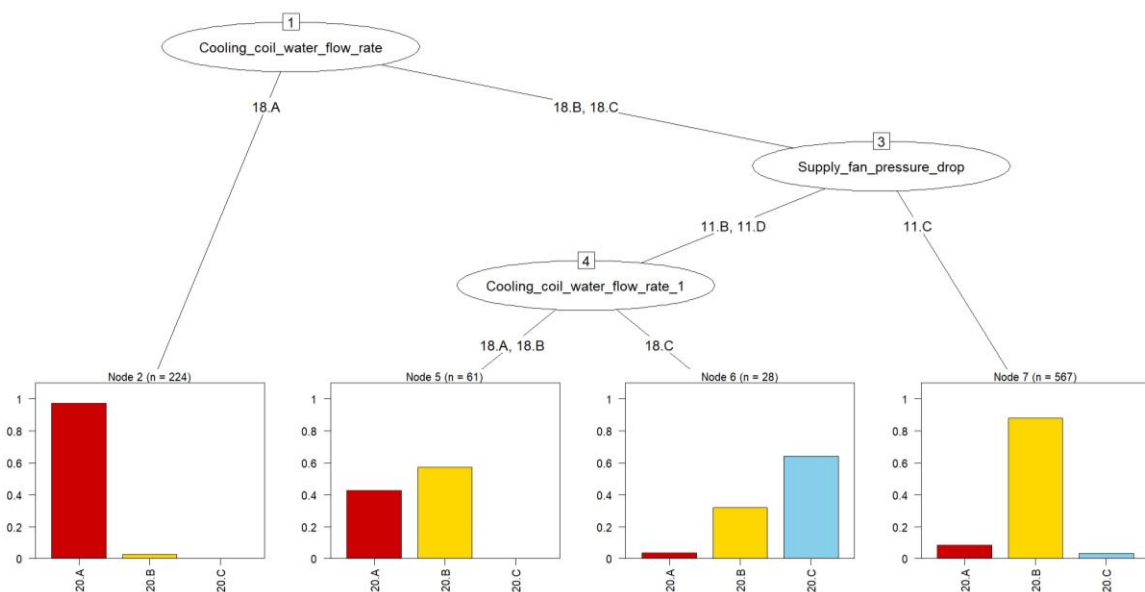 1
Cooling_coil_water_flow_rate
18.A
18.B, 18.C
3
Supply_fan_pressure_drop
11.B, 11.D
11.C
4
Cooling_coil_water_flow_rate_1
18.A, 18.B
18.C
Node 2 (n = 224)
1
0.8
0.6
0.4
0.2
0
20.A
20.B
20.C
Node 5 (n = 61)
1
0.8
0.6
0.4
0.2
0
20.A
20.B
20.C
Node 6 (n = 28)
1
0.8
0.6
0.4
0.2
0
20.A
20.B
20.C
Node 7 (n = 567)
1
0.8
0.6
0.4
0.2
0
20.A
20.B
20.C